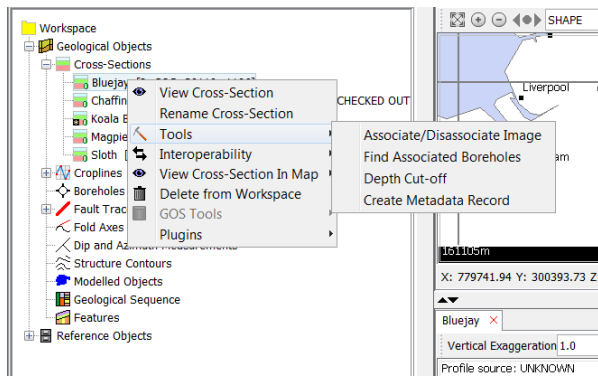 Workspace
Geological Objects
Cross-Sections
Bluejay
Chaffin
CHECKED OUT
Koala B
Magpie
Sloth
Croplines
Boreholes
Fault Trac
Fold Axes
Dip and Azimuth Measurements
Structure Contours
Modelled Objects
Geological Sequence
Features
Reference Objects
View Cross-Section
Rename Cross-Section
Tools
Interoperability
View Cross-Section In Map
Delete from Workspace
GOS Tools
Plugins
Associate/Disassociate Image
Find Associated Boreholes
Depth Cut-off
Create Metadata Record
SHAPE
Liverpool
am
161105m
X: 779741.94 Y: 300393.73 Z
Bluejay
Vertical Exaggeration 1.0
Profile source: UNKNOWN